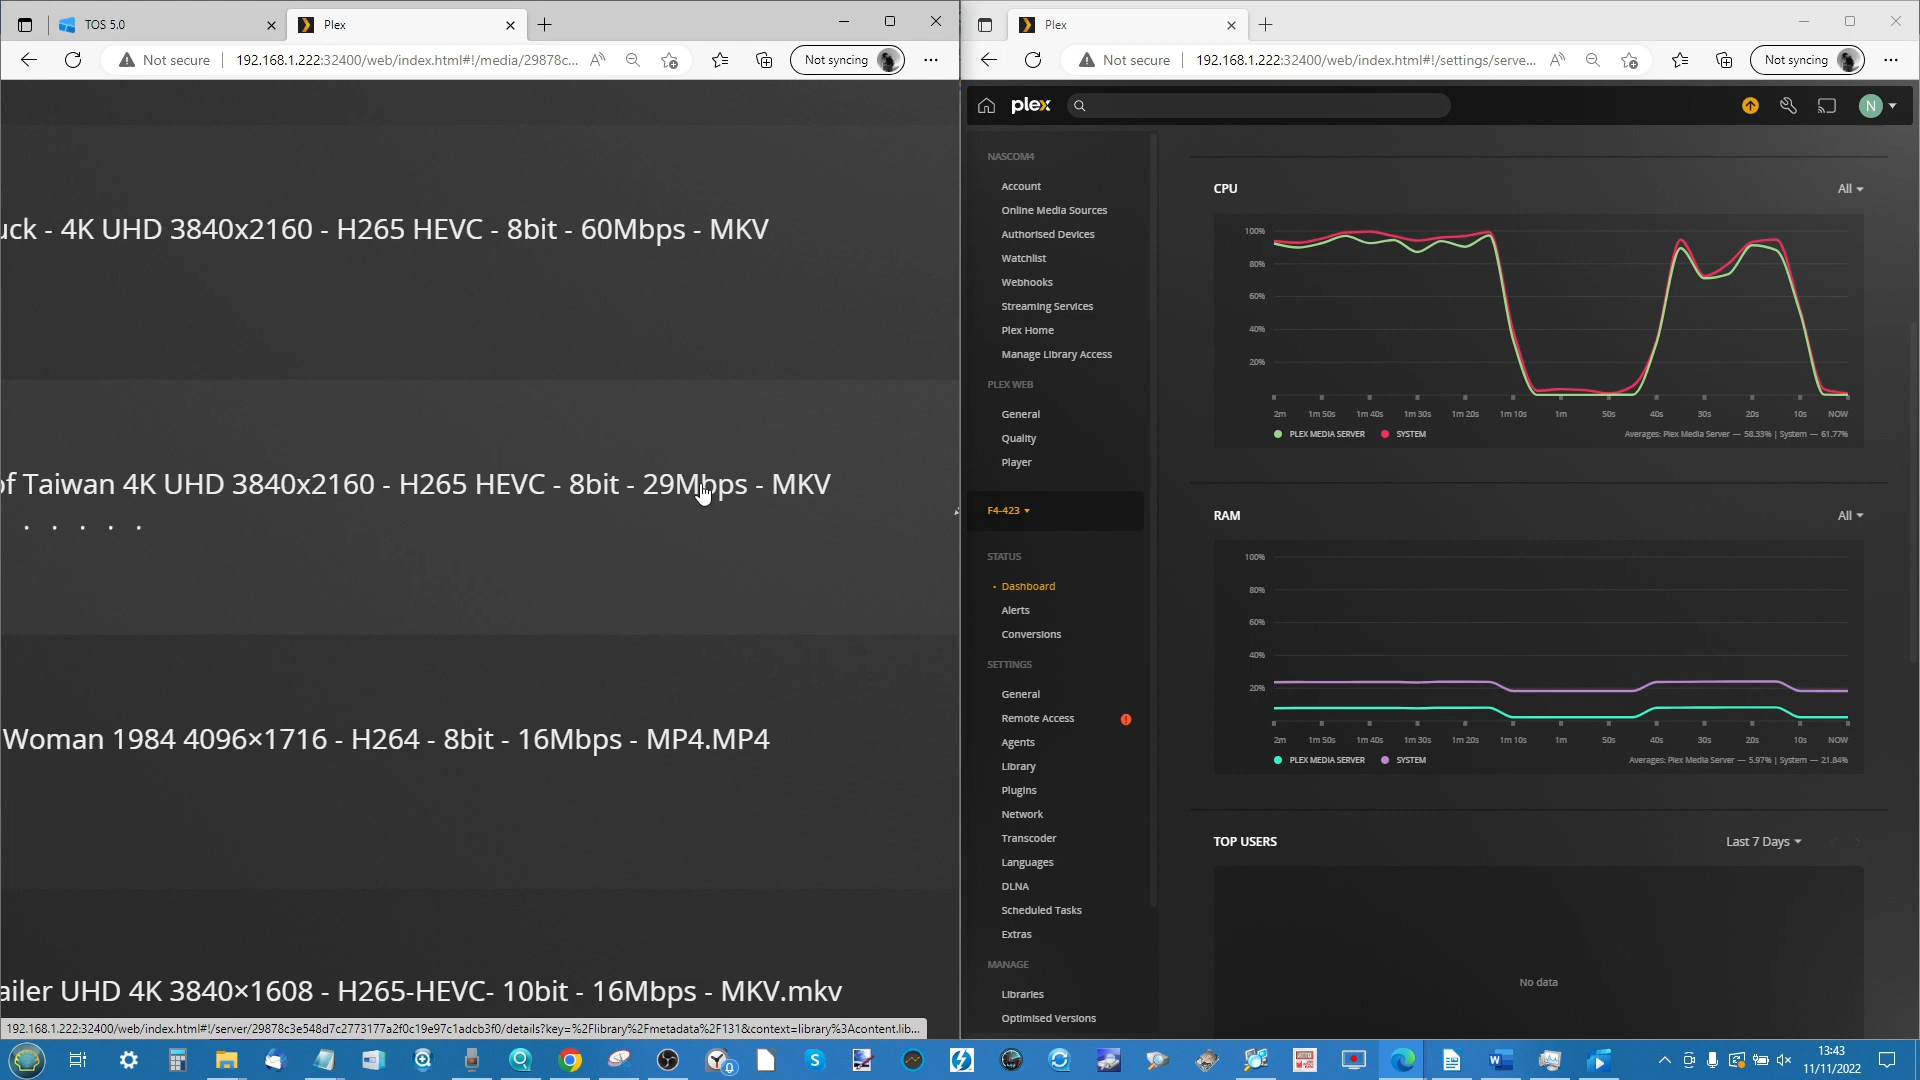 TOS 5.0
Plex
Not secure
192.168.1.222:32400/web/index.html#!/media/29878c...
Not syncing
uck - 4K UHD 3840x2160 - H265 HEVC - 8bit - 60Mbps - MKV
of Taiwan 4K UHD 3840x2160 - H265 HEVC - 8bit - 29Mbps - MKV
Woman 1984 4096×1716 - H264 - 8bit - 16Mbps - MP4.MP4
ailer UHD 4K 3840×1608 - H265-HEVC- 10bit - 16Mbps - MKV.mkv
192.168.1.222:32400/web/index.html#!/server/29878c3e548d7c2773177a2f0c19e97c1adcb3f0/details?key=%2Flibrary%2Fmetadata%2F131&context=library%3Acontent.lib...
Plex
Not secure
192.168.1.222:32400/web/index.html#!/settings/serve...
Not syncing
plex
N
NASCOM4
Account
Online Media Sources
Authorised Devices
Watchlist
Webhooks
Streaming Services
Plex Home
Manage Library Access
PLEX WEB
General
Quality
Player
F4-423
STATUS
Dashboard
Alerts
Conversions
SETTINGS
General
Remote Access
Agents
Library
Plugins
Network
Transcoder
Languages
DLNA
Scheduled Tasks
Extras
MANAGE
Libraries
Optimised Versions
CPU
All
100%
80%
60%
40%
20%
2m 1m 50s 1m 40s 1m 30s 1m 20s 1m 10s 1m 50s 40s 30s 20s 10s NOW
PLEX MEDIA SERVER SYSTEM
Averages: Plex Media Server — 58.33% | System — 61.77%
RAM
All
100%
80%
60%
40%
20%
2m 1m 50s 1m 40s 1m 30s 1m 20s 1m 10s 1m 50s 40s 30s 20s 10s NOW
PLEX MEDIA SERVER SYSTEM
Averages: Plex Media Server — 5.97% | System — 21.84%
TOP USERS
Last 7 Days
No data
13:43
11/11/2022